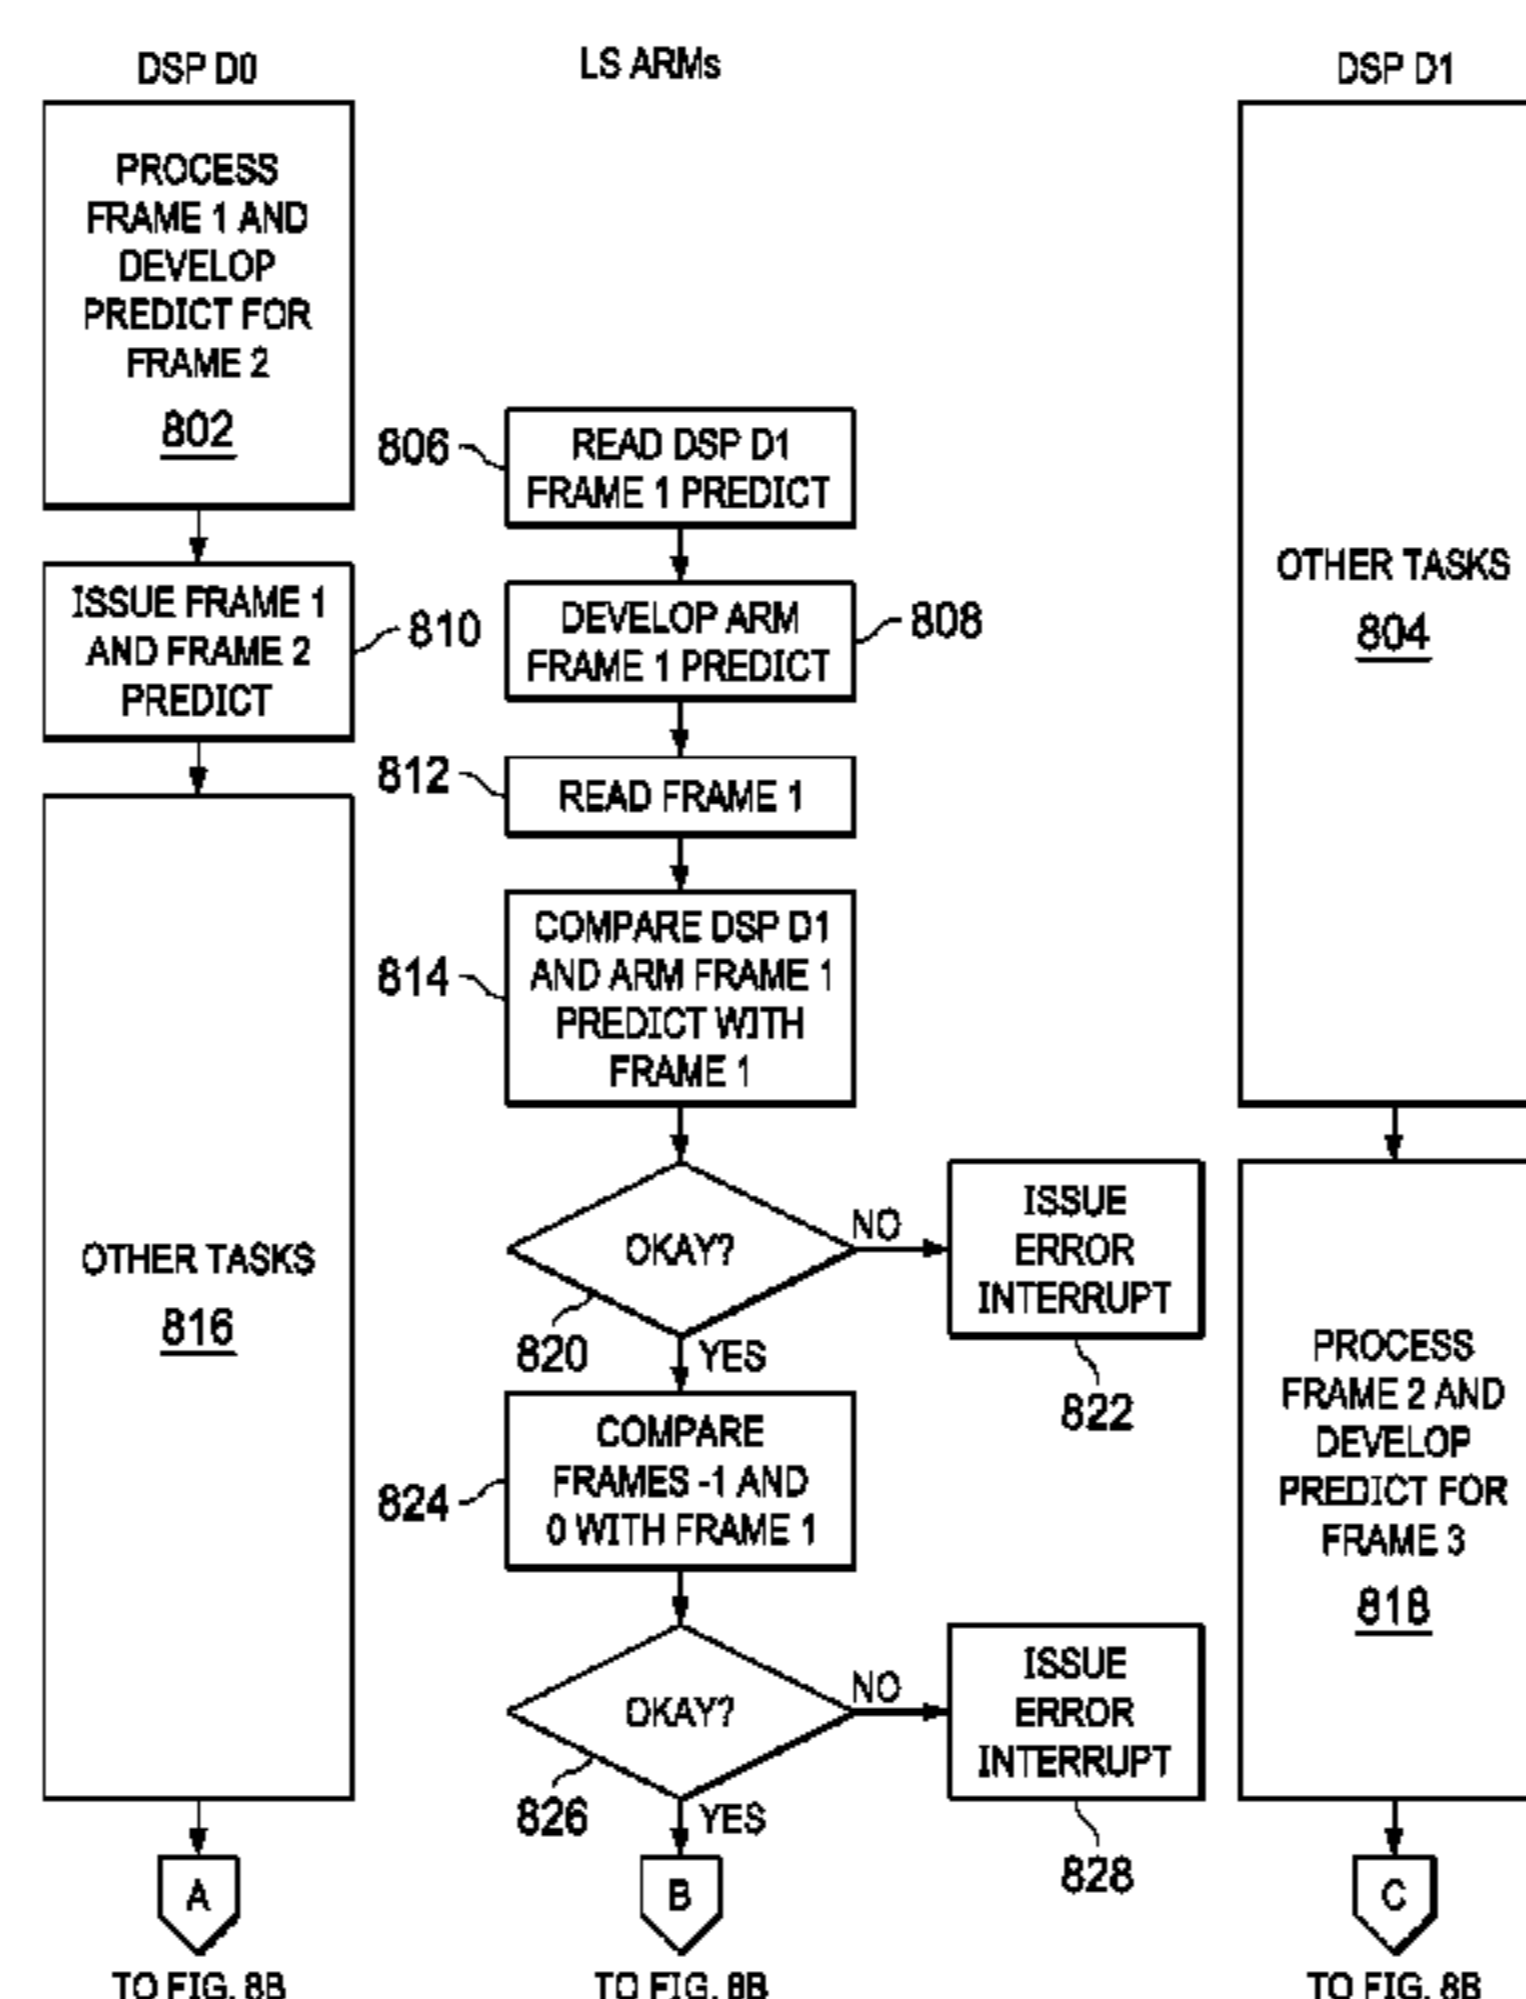 DSP D0
LS ARMs
DSP D1
PROCESS
FRAME 1 AND
DEVELOP
PREDICT FOR
FRAME 2
802
ISSUE FRAME 1
AND FRAME 2
PREDICT
810
OTHER TASKS
816
A
TO FIG. 8B
806
READ DSP D1
FRAME 1 PREDICT
DEVELOP ARM
FRAME 1 PREDICT
808
812
READ FRAME 1
814
COMPARE DSP D1
AND ARM FRAME 1
PREDICT WITH
FRAME 1
OKAY?
820
NO
YES
ISSUE
ERROR
INTERRUPT
822
824
COMPARE
FRAMES -1 AND
0 WITH FRAME 1
OKAY?
826
NO
YES
ISSUE
ERROR
INTERRUPT
828
B
TO FIG. 8B
OTHER TASKS
804
PROCESS
FRAME 2 AND
DEVELOP
PREDICT FOR
FRAME 3
818
C
TO FIG. 8B